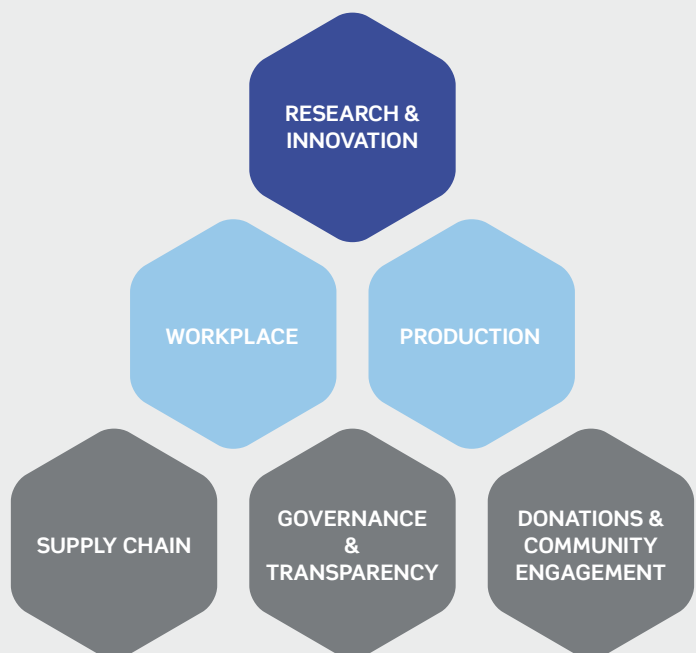 RESEARCH &
INNOVATION
WORKPLACE
PRODUCTION
SUPPLY CHAIN
GOVERNANCE
&
TRANSPARENCY
DONATIONS &
COMMUNITY
ENGAGEMENT